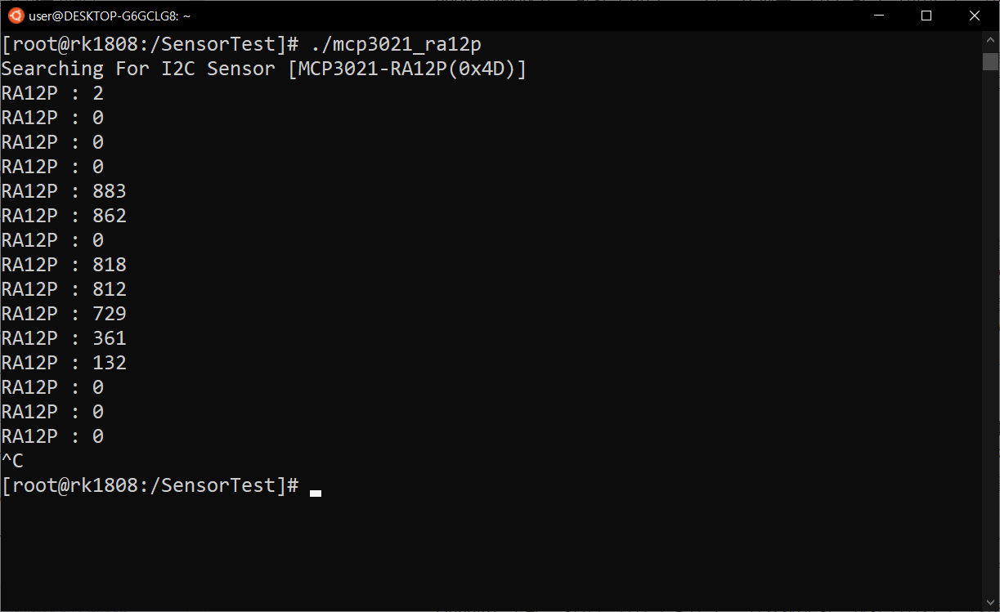 user@DESKTOP-G6GCLG8: ~
[root@rk1808:/SensorTest]# ./mcp3021_ra12p
Searching For I2C Sensor [MCP3021-RA12P(0x4D)]
RA12P : 2
RA12P : 0
RA12P : 0
RA12P : 0
RA12P : 883
RA12P : 862
RA12P : 0
RA12P : 818
RA12P : 812
RA12P : 729
RA12P : 361
RA12P : 132
RA12P : 0
RA12P : 0
RA12P : 0
^C
[root@rk1808:/SensorTest]#